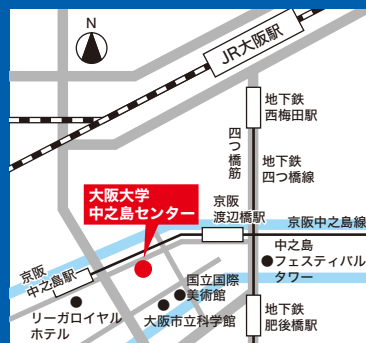 N
JR大阪駅
地下鉄
西梅田駅
四つ橋筋
地下鉄
四つ橋線
大阪大学
中之島センター
京阪
渡辺橋駅
京阪中之島線
京阪
中之島駅
中之島
フェスティバル
タワー
国立国際
美術館
リーガロイヤル
ホテル
大阪市立科学館
地下鉄
肥後橋駅